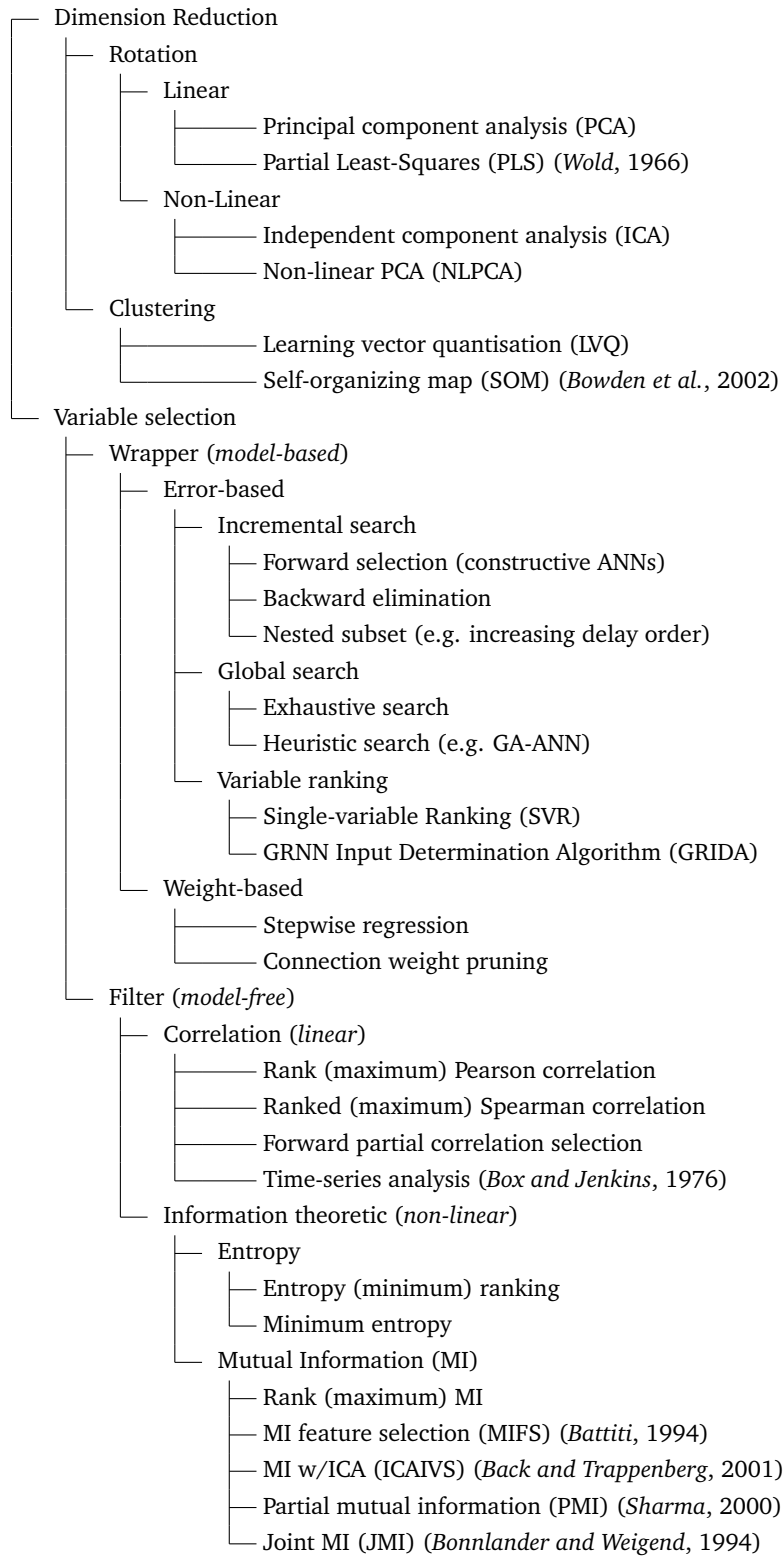 Dimension Reduction
Rotation
Linear
Principal component analysis (PCA)
Partial Least-Squares (PLS) (Wold, 1966)
Non-Linear
Independent component analysis (ICA)
Non-linear PCA (NLPCA)
Clustering
Learning vector quantisation (LVQ)
Self-organizing map (SOM) (Bowden et al., 2002)
Variable selection
Wrapper (model-based)
Error-based
Incremental search
Forward selection (constructive ANNs)
Backward elimination
Nested subset (e.g. increasing delay order)
Global search
Exhaustive search
Heuristic search (e.g. GA-ANN)
Variable ranking
Single-variable Ranking (SVR)
GRNN Input Determination Algorithm (GRIDA)
Weight-based
Stepwise regression
Connection weight pruning
Filter (model-free)
Correlation (linear)
Rank (maximum) Pearson correlation
Ranked (maximum) Spearman correlation
Forward partial correlation selection
Time-series analysis (Box and Jenkins, 1976)
Information theoretic (non-linear)
Entropy
Entropy (minimum) ranking
Minimum entropy
Mutual Information (MI)
Rank (maximum) MI
MI feature selection (MIFS) (Battiti, 1994)
MI w/ICA (ICAIVS) (Back and Trappenberg, 2001)
Partial mutual information (PMI) (Sharma, 2000)
Joint MI (JMI) (Bonnlander and Weigend, 1994)